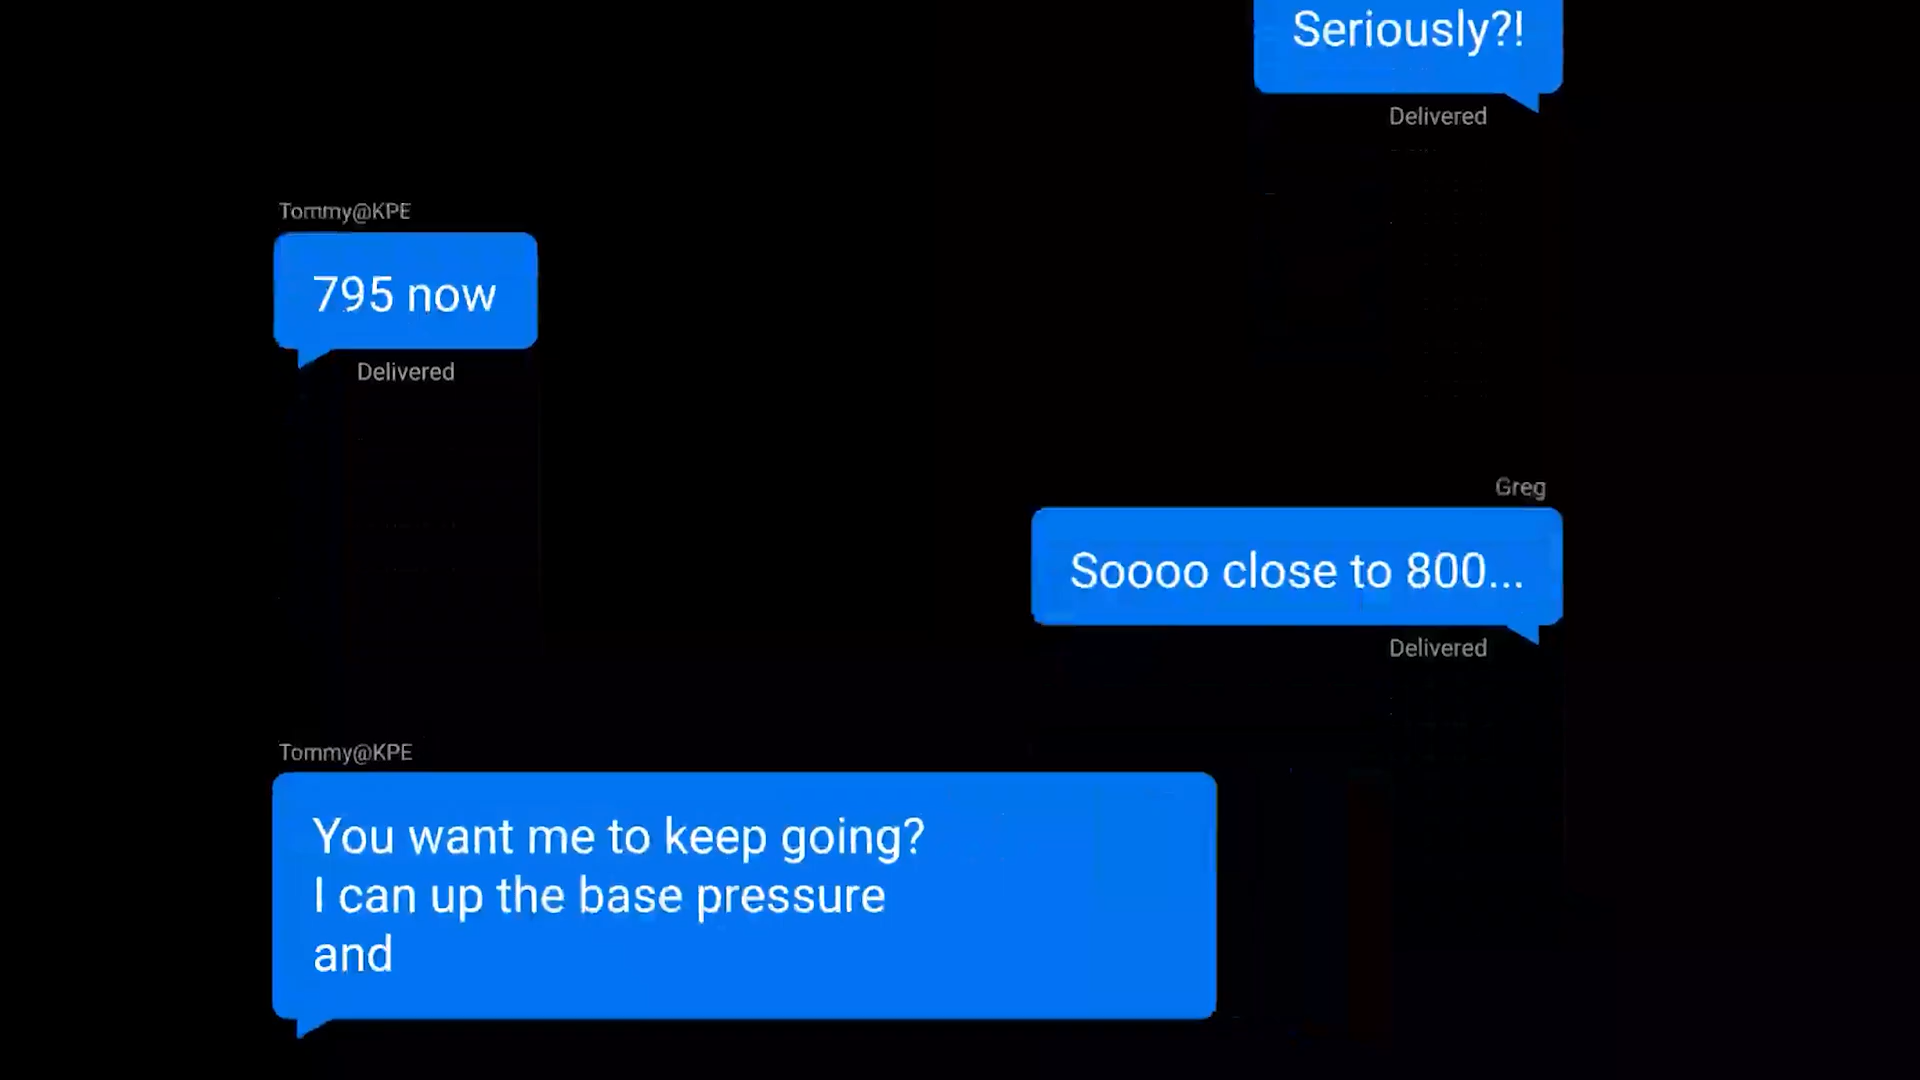 Seriously?!
Delivered
Tommy@KPE
795 now
Delivered
Greg
Soooo close to 800...
Delivered
Tommy@KPE
You want me to keep going?
I can up the base pressure
and